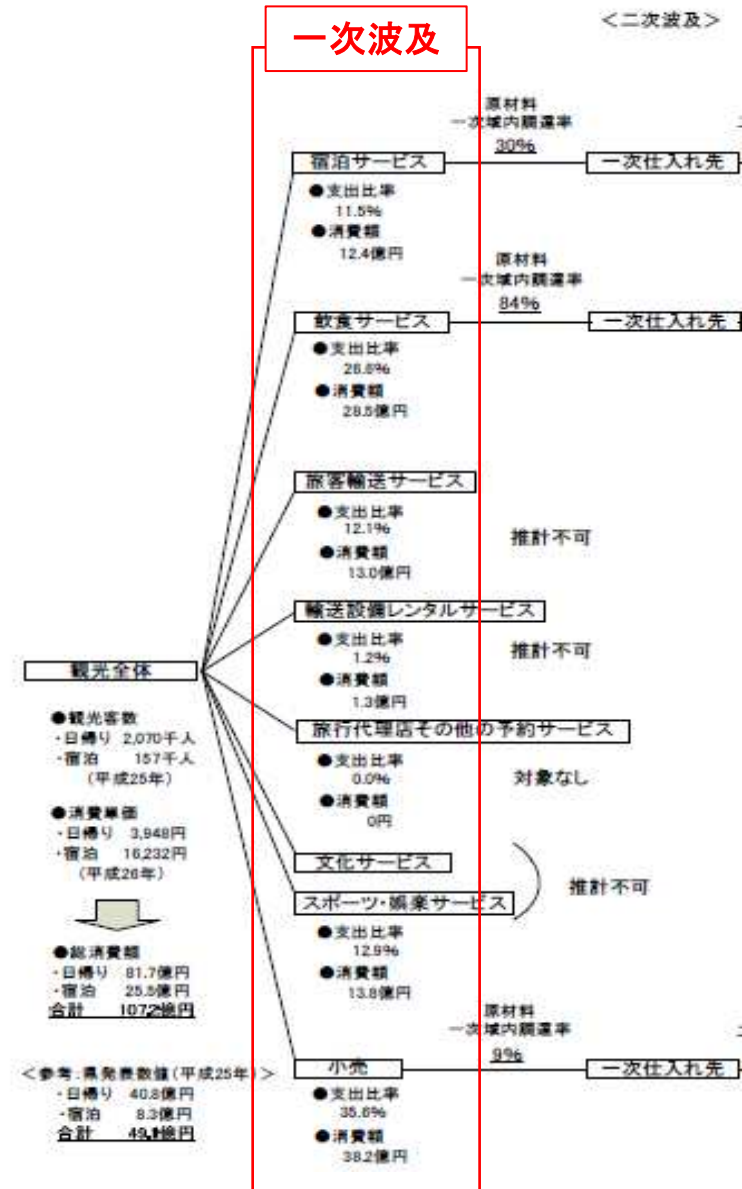 一次波及
<二次波及>
原材料
一次域内調達率
30%
宿泊サービス
一次仕入れ先
●支出比率
11.5%
●消費額
12.4億円
原材料
一次域内調達率
84%
飲食サービス
一次仕入れ先
●支出比率
26.6%
●消費額
28.5億円
旅客輸送サービス
●支出比率
12.1%
●消費額
13.0億円
推計不可
輸送設備レンタルサービス
●支出比率
1.2%
●消費額
1.3億円
推計不可
旅行代理店その他の予約サービス
●支出比率
0.0%
●消費額
0円
対象なし
文化サービス
スポーツ・娯楽サービス
●支出比率
12.9%
●消費額
13.8億円
推計不可
原材料
一次域内調達率
9%
小売
一次仕入れ先
●支出比率
35.6%
●消費額
38.2億円
観光全体
●観光客数
・日帰り 2,070千人
・宿泊 157千人
(平成25年)
●消費単価
・日帰り 3,948円
・宿泊 16,232円
(平成26年)
●総消費額
・日帰り 81.7億円
・宿泊 25.5億円
合計 107.2億円
<参考:県発表数値(平成25年)>
・日帰り 40.8億円
・宿泊 8.3億円
合計 49.1億円